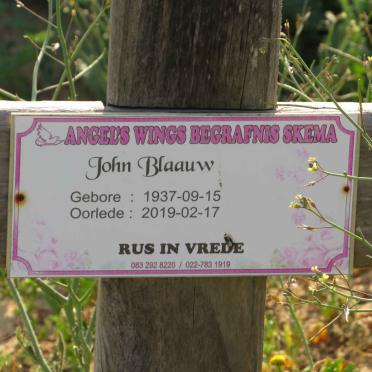 ANGEL'S WINGS BEGRAFNIS SKEMA
John Blaauw
Gebore : 1937-09-15
Oorlede : 2019-02-17
RUS IN VREDE
083 292 8220 / 022-783 1919